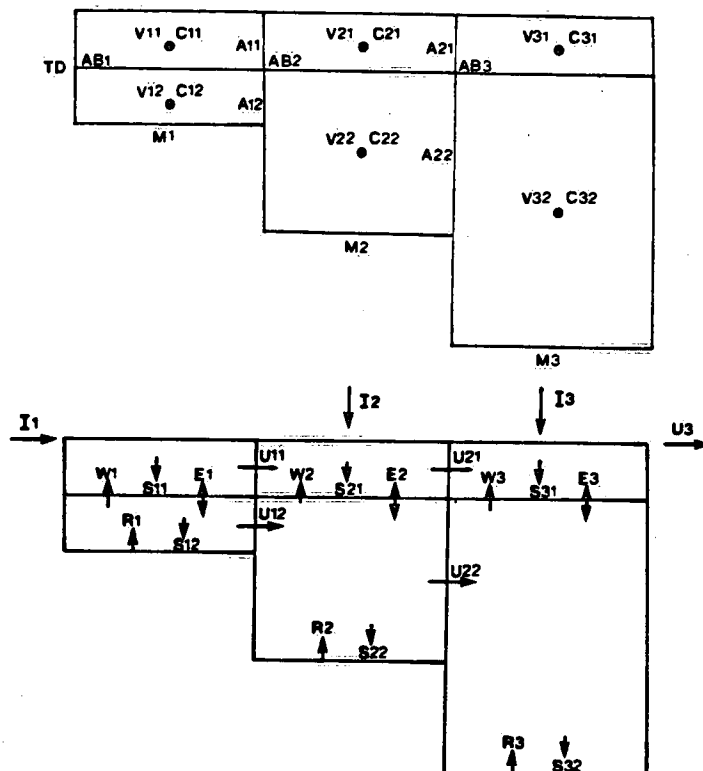 V11 C11 A11 V21 C21 A21 V31 C31
TD AB1 AB2 AB3
V12 C12 A12
M1
V22 C22 A22
V32 C32
M2
M3
I1 I2 I3 U3
U11 U21
W1 E1 W2 E2 W3 E3
S11 S21 S31
R1 S12 U12
U22
R2 S22
R3 S32